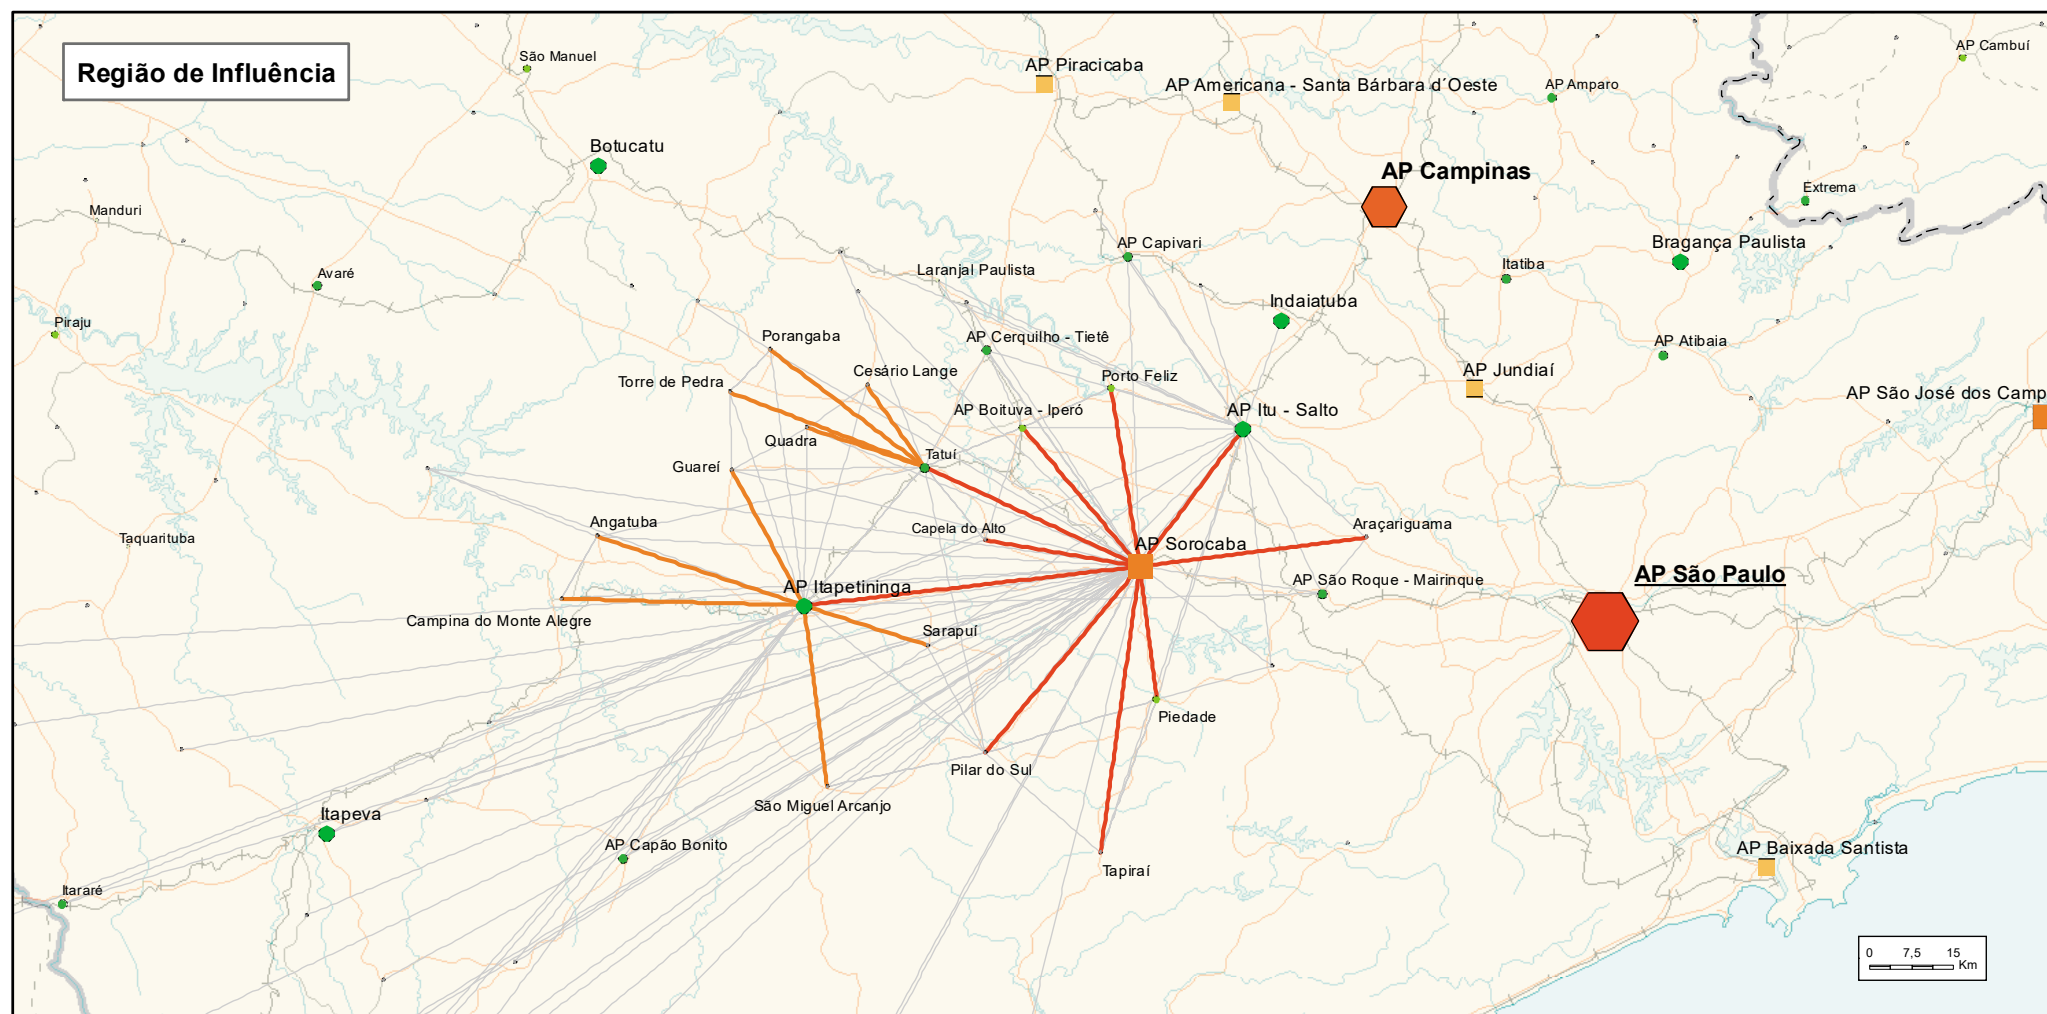 São Manuel
AP Cambuí
Região de Influência
AP Piracicaba
AP Americana - Santa Bárbara d´Oeste
AP Amparo
Botucatu
AP Campinas
Extrema
Manduri
AP Capivari
Bragança Paulista
Avaré
Laranjal Paulista
Itatiba
Indaiatuba
Piraju
Porangaba
AP Cerquilho - Tietê
AP Atibaia
Torre de Pedra
Cesário Lange
Porto Feliz
AP Jundiaí
AP São José dos Camp
AP Boituva - Iperó
AP Itu - Salto
Quadra
Tatuí
Guareí
Angatuba
Capela do Alto
Araçariguama
Taquarituba
AP Sorocaba
AP Itapetininga
AP São Roque - Mairinque
AP São Paulo
Campina do Monte Alegre
Sarapuí
Piedade
Pilar do Sul
São Miguel Arcanjo
Itapeva
AP Capão Bonito
Tapiraí
AP Baixada Santista
Itararé
0 7,5 15
Km